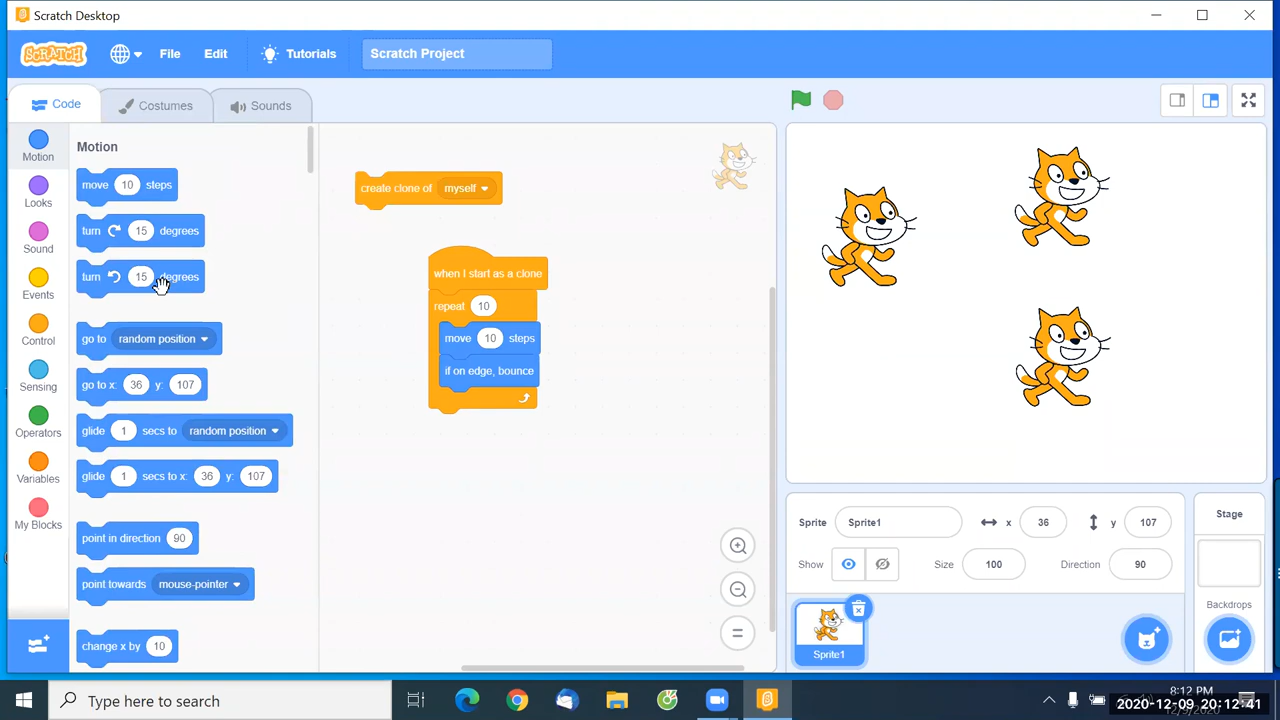 Scratch Desktop
SCRATCH
File
Edit
Tutorials
Scratch Project
Code
Costumes
Sounds
Motion
Looks
Sound
Events
Control
Sensing
Operators
Variables
My Blocks
Motion
move 10 steps
turn 15 degrees
turn 15 degrees
go to random position
go to x: 36 y: 107
glide 1 secs to random position
glide 1 secs to x: 36 y: 107
point in direction 90
point towards mouse-pointer
change x by 10
create clone of myself
when I start as a clone
repeat 10
move 10 steps
if on edge, bounce
Sprite Sprite1 x 36 y 107
Show Size 100 Direction 90
Sprite1
Stage
Backdrops
Type here to search
8:12 PM
2020-12-09 20:12:41